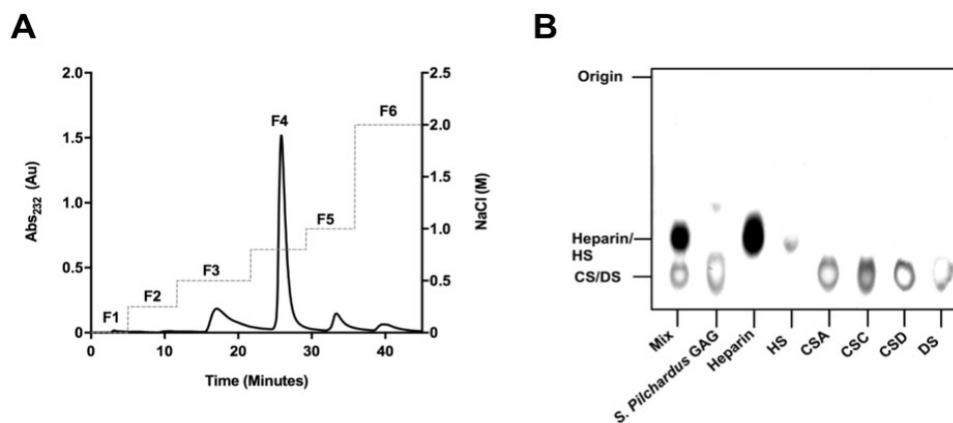 A
2.0
1.5
1.0
0.5
0
Abs232 (Au)
F1
F2
F3
F4
F5
F6
2.5
2.0
1.5
1.0
0.5
0
NaCl (M)
0
10
20
30
40
Time (Minutes)
B
Origin
Heparin/
HS
CS/DS
Mix
S. Pilchardus GAG
Heparin
HS
CSA
CSC
CSD
DS